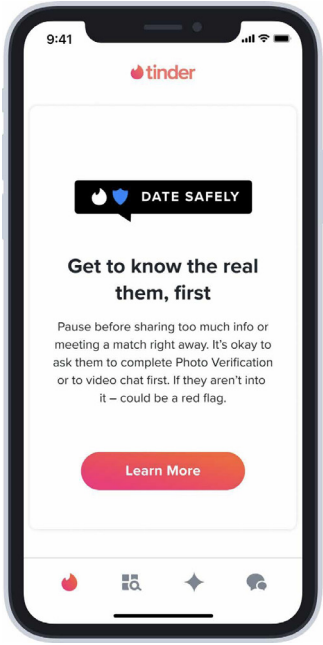 9:41
tinder
DATE SAFELY
Get to know the real
them, first
Pause before sharing too much info or
meeting a match right away. It’s okay to
ask them to complete Photo Verification
or to video chat first. If they aren’t into
it – could be a red flag.
Learn More